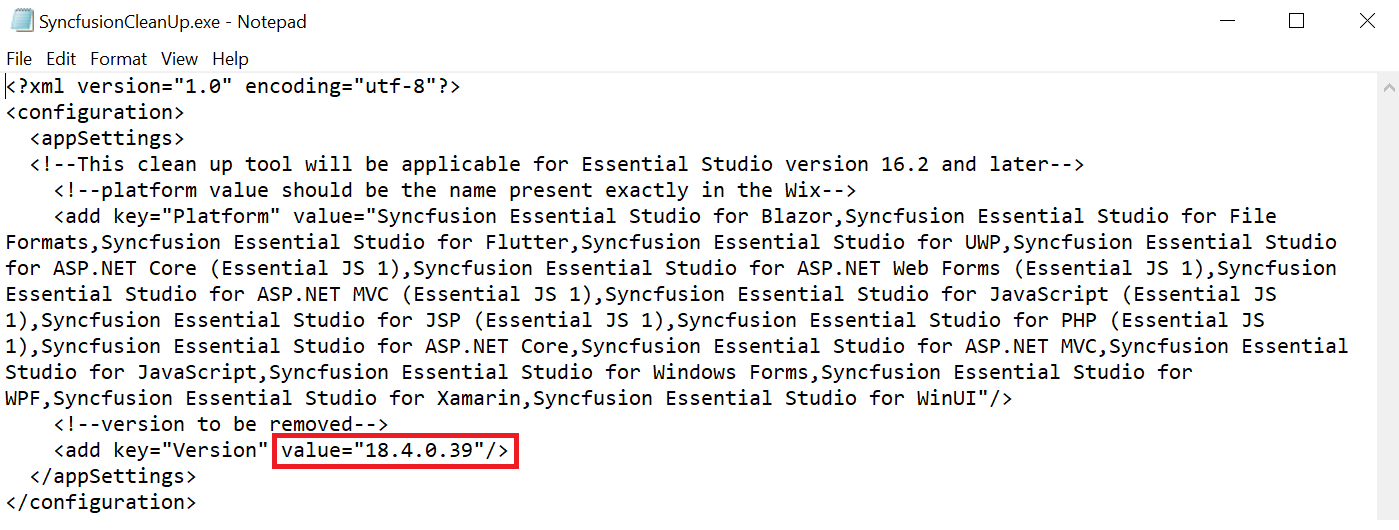 SyncfusionCleanUp.exe - Notepad
File Edit Format View Help
<?xml version="1.0" encoding="utf-8"?>
<configuration>
  <appSettings>
  <!--This clean up tool will be applicable for Essential Studio version 16.2 and later-->
    <!--platform value should be the name present exactly in the Wix-->
    <add key="Platform" value="Syncfusion Essential Studio for Blazor,Syncfusion Essential Studio for File
Formats,Syncfusion Essential Studio for Flutter,Syncfusion Essential Studio for UWP,Syncfusion Essential Studio
for ASP.NET Core (Essential JS 1),Syncfusion Essential Studio for ASP.NET Web Forms (Essential JS 1),Syncfusion
Essential Studio for ASP.NET MVC (Essential JS 1),Syncfusion Essential Studio for JavaScript (Essential JS
1),Syncfusion Essential Studio for JSP (Essential JS 1),Syncfusion Essential Studio for PHP (Essential JS
1),Syncfusion Essential Studio for ASP.NET Core,Syncfusion Essential Studio for ASP.NET MVC,Syncfusion Essential
Studio for JavaScript,Syncfusion Essential Studio for Windows Forms,Syncfusion Essential Studio for
WPF,Syncfusion Essential Studio for Xamarin,Syncfusion Essential Studio for WinUI"/>
    <!--version to be removed-->
    <add key="Version" value="18.4.0.39"/>
  </appSettings>
</configuration>